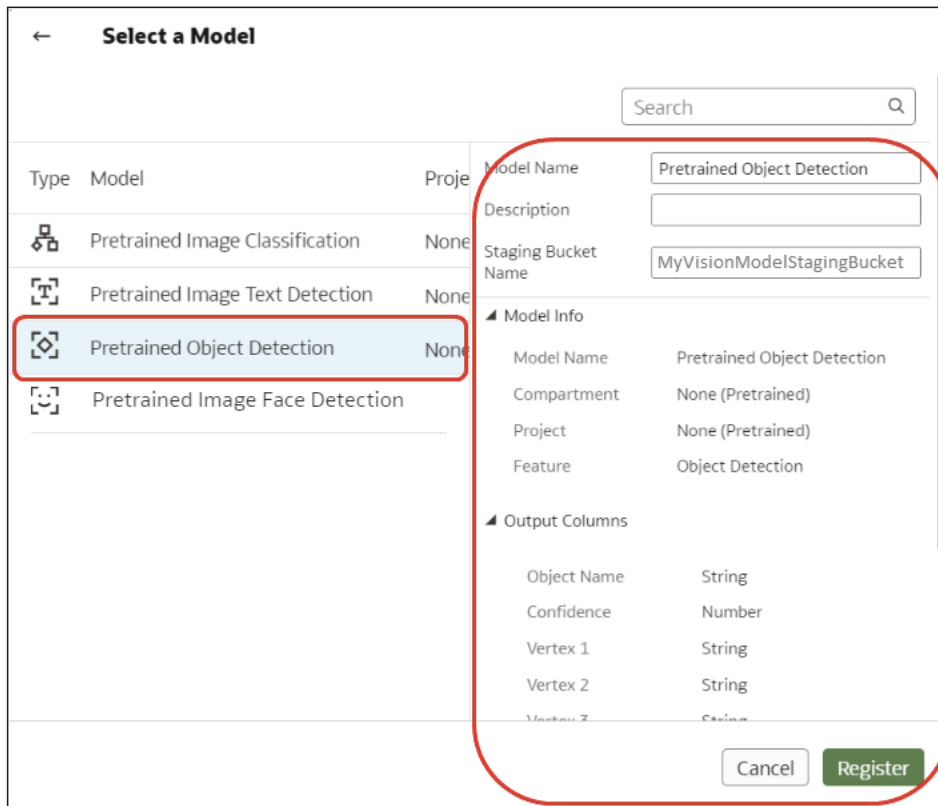 ← Select a Model
Search
Type Model Proje
Pretrained Image Classification None
Pretrained Image Text Detection None
Pretrained Object Detection None
Pretrained Image Face Detection
Model Name Pretrained Object Detection
Description
Staging Bucket
Name
MyVisionModelStagingBucket
Model Info
Model Name Pretrained Object Detection
Compartment None (Pretrained)
Project None (Pretrained)
Feature Object Detection
Output Columns
Object Name String
Confidence Number
Vertex 1 String
Vertex 2 String
Vertex 3 String
Cancel Register